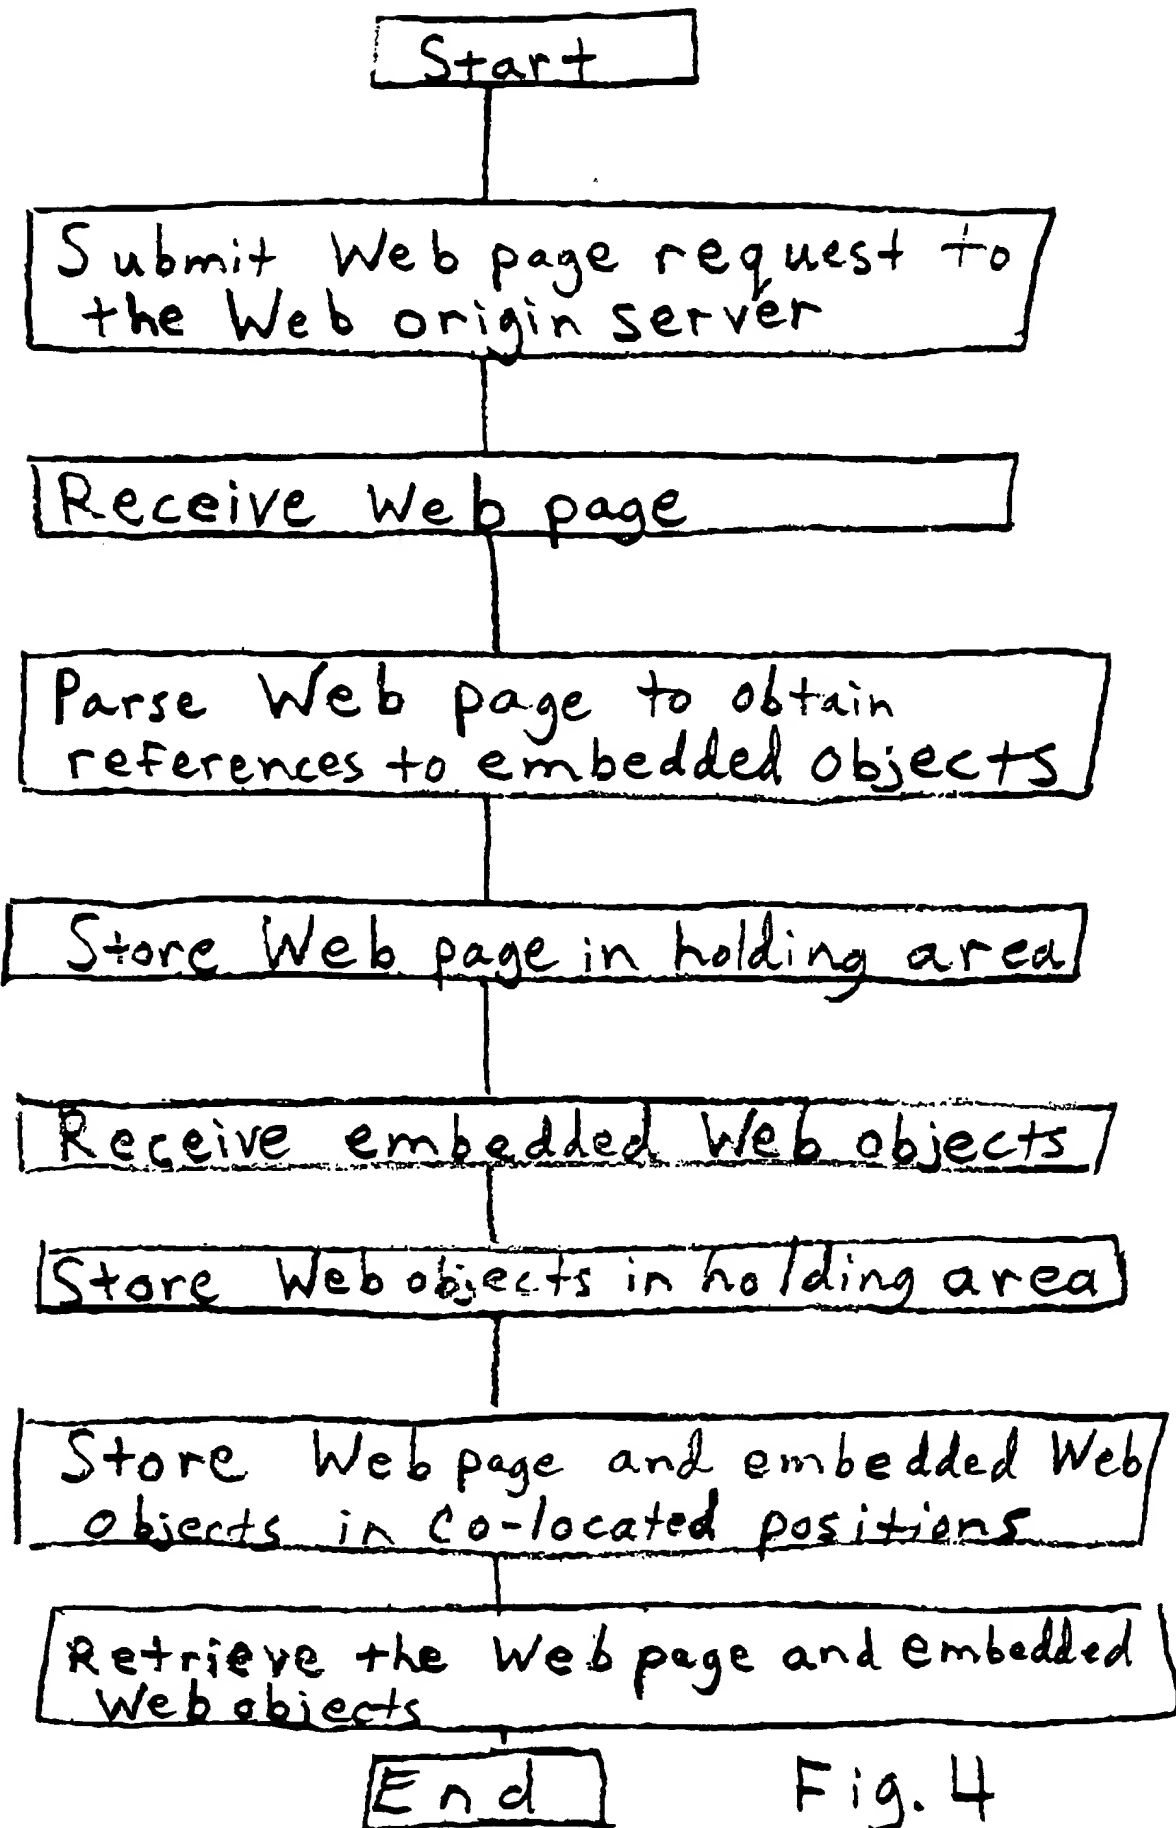 Start
Submit Web page request to
the Web origin server
Receive Web page
Parse Web page to obtain
references to embedded objects
Store Web page in holding area
Receive embedded Web objects
Store Web objects in holding area
Store Web page and embedded Web
objects in co-located positions
Retrieve the Web page and embedded
Web objects
End
Fig. 4